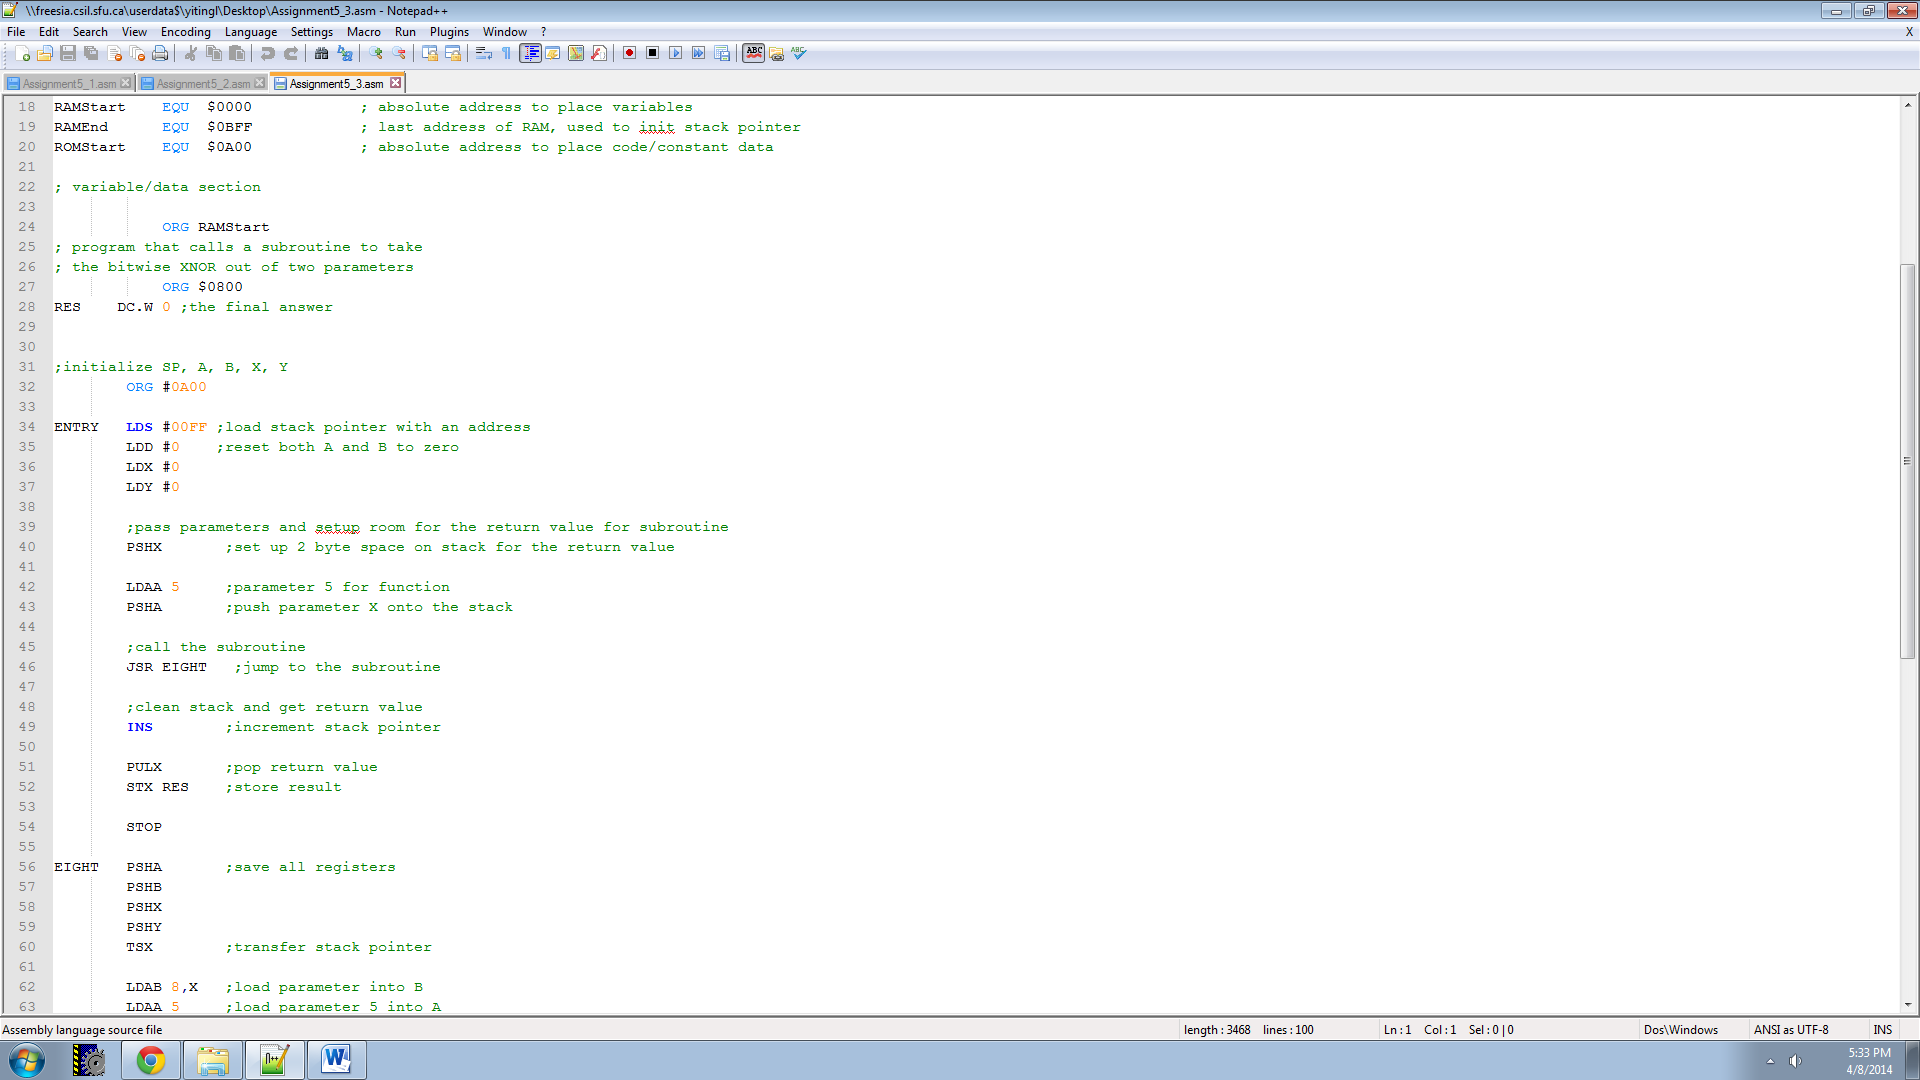 \\freesia.csil.sfu.ca\userdata$\yitingl\Desktop\Assignment5_3.asm - Notepad++
File Edit Search View Encoding Language Settings Macro Run Plugins Window ? X
Assignment5_1.asm Assignment5_2.asm Assignment5_3.asm
18 RAMStart EQU $0000 ; absolute address to place variables
19 RAMEnd EQU $0BFF ; last address of RAM, used to init stack pointer
20 ROMStart EQU $0A00 ; absolute address to place code/constant data
21
22 ; variable/data section
23
24 ORG RAMStart
25 ; program that calls a subroutine to take
26 ; the bitwise XNOR out of two parameters
27 ORG $0800
28 RES DC.W 0 ;the final answer
29
30
31 ;initialize SP, A, B, X, Y
32 ORG #0A00
33
34 ENTRY LDS #00FF ;load stack pointer with an address
35 LDD #0 ;reset both A and B to zero
36 LDX #0
37 LDY #0
38
39 ;pass parameters and setup room for the return value for subroutine
40 PSHX ;set up 2 byte space on stack for the return value
41
42 LDAA 5 ;parameter 5 for function
43 PSHA ;push parameter X onto the stack
44
45 ;call the subroutine
46 JSR EIGHT ;jump to the subroutine
47
48 ;clean stack and get return value
49 INS ;increment stack pointer
50
51 PULX ;pop return value
52 STX RES ;store result
53
54 STOP
55
56 EIGHT PSHA ;save all registers
57 PSHB
58 PSHX
59 PSHY
60 TSX ;transfer stack pointer
61
62 LDAB 8,X ;load parameter into B
63 LDAA 5 ;load parameter 5 into A
Assembly language source file length : 3468 lines : 100 Ln : 1 Col : 1 Sel : 0 | 0 Dos\Windows ANSI as UTF-8 INS
5:33 PM
4/8/2014